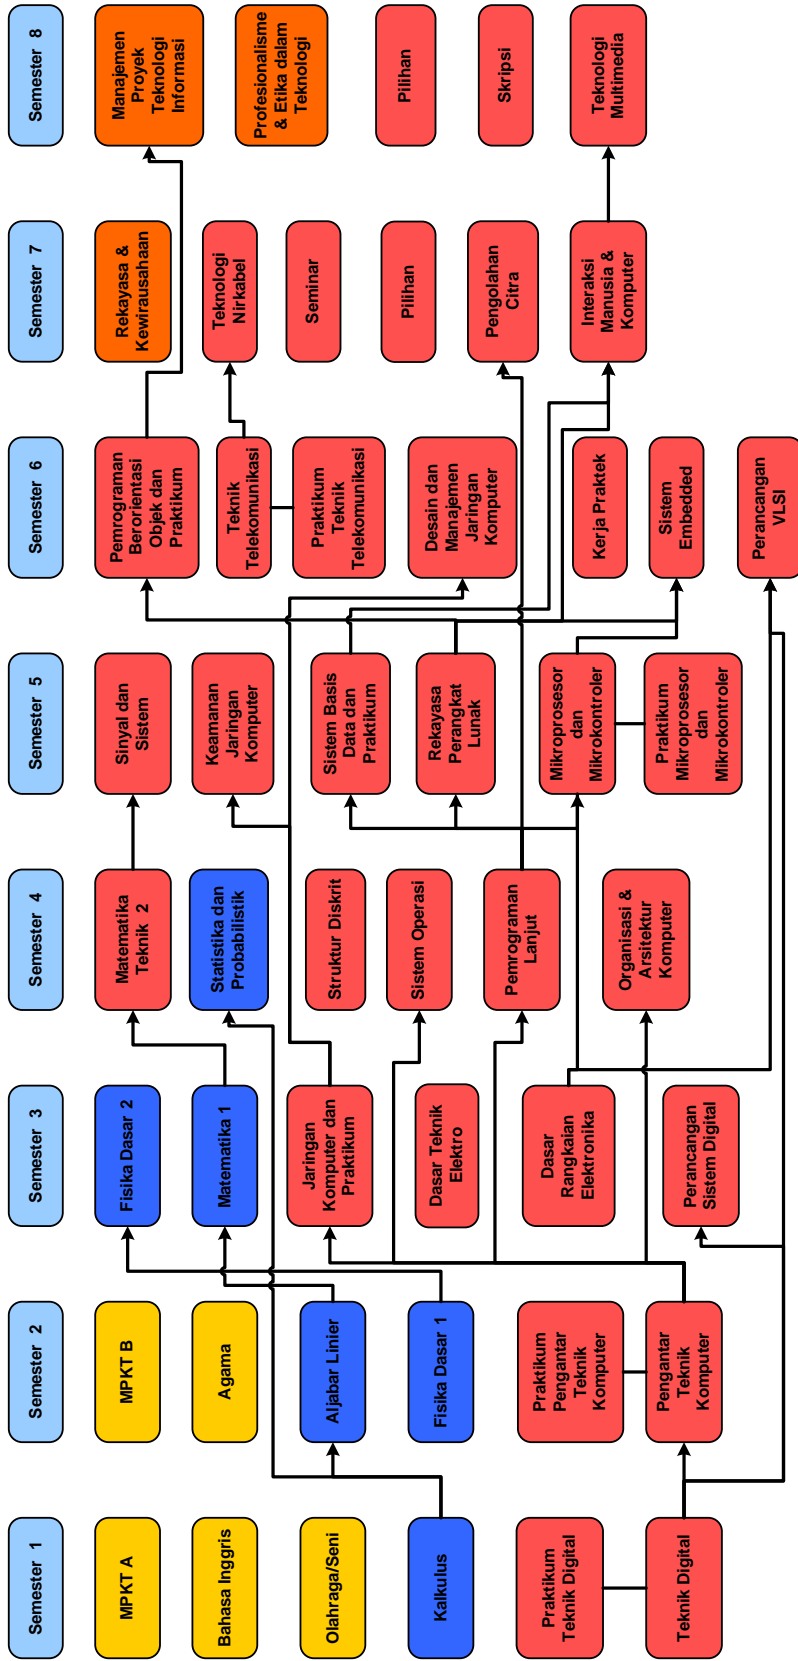 Semester 1
MPKT A
Bahasa Inggris
Olahraga/Seni
Kalkulus
Praktikum
Teknik Digital
Teknik Digital
Semester 2
MPKT B
Agama
Aljabar Linier
Fisika Dasar 1
Praktikum
Pengantar
Teknik
Komputer
Pengantar
Teknik
Komputer
Semester 3
Fisika Dasar 2
Matematika 1
Jaringan
Komputer dan
Praktikum
Dasar Teknik
Elektro
Dasar
Rangkaian
Elektronika
Perancangan
Sistem Digital
Semester 4
Matematika
Teknik 2
Statistika dan
Probabilistik
Struktur Diskrit
Sistem Operasi
Pemrograman
Lanjut
Organisasi &
Arsitektur
Komputer
Semester 5
Sinyal dan
Sistem
Keamanan
Jaringan
Komputer
Sistem Basis
Data dan
Praktikum
Rekayasa
Perangkat
Lunak
Mikroprosesor
dan
Mikrokontroler
Praktikum
Mikroprosesor
dan
Mikrokontroler
Semester 6
Pemrograman
Berorientasi
Objek dan
Praktikum
Teknik
Telekomunikasi
Praktikum
Teknik
Telekomunikasi
Desain dan
Manajemen
Jaringan
Komputer
Kerja Praktek
Sistem
Embedded
Perancangan
VLSI
Semester 7
Rekayasa &
Kewirausahaan
Teknologi
Nirkabel
Seminar
Pilihan
Pengolahan
Citra
Interaksi
Manusia &
Komputer
Semester 8
Manajemen
Proyek
Teknologi
Informasi
Profesionalisme
& Etika dalam
Teknologi
Pilihan
Skripsi
Teknologi
Multimedia